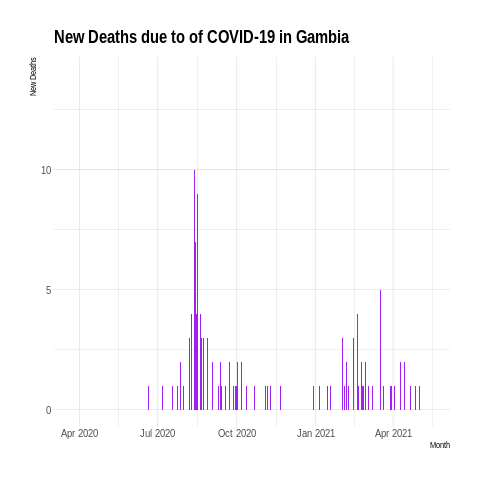 New Deaths due to of COVID-19 in Gambia
New Deaths
10
5
0
Apr 2020 Jul 2020 Oct 2020 Jan 2021 Apr 2021
Month